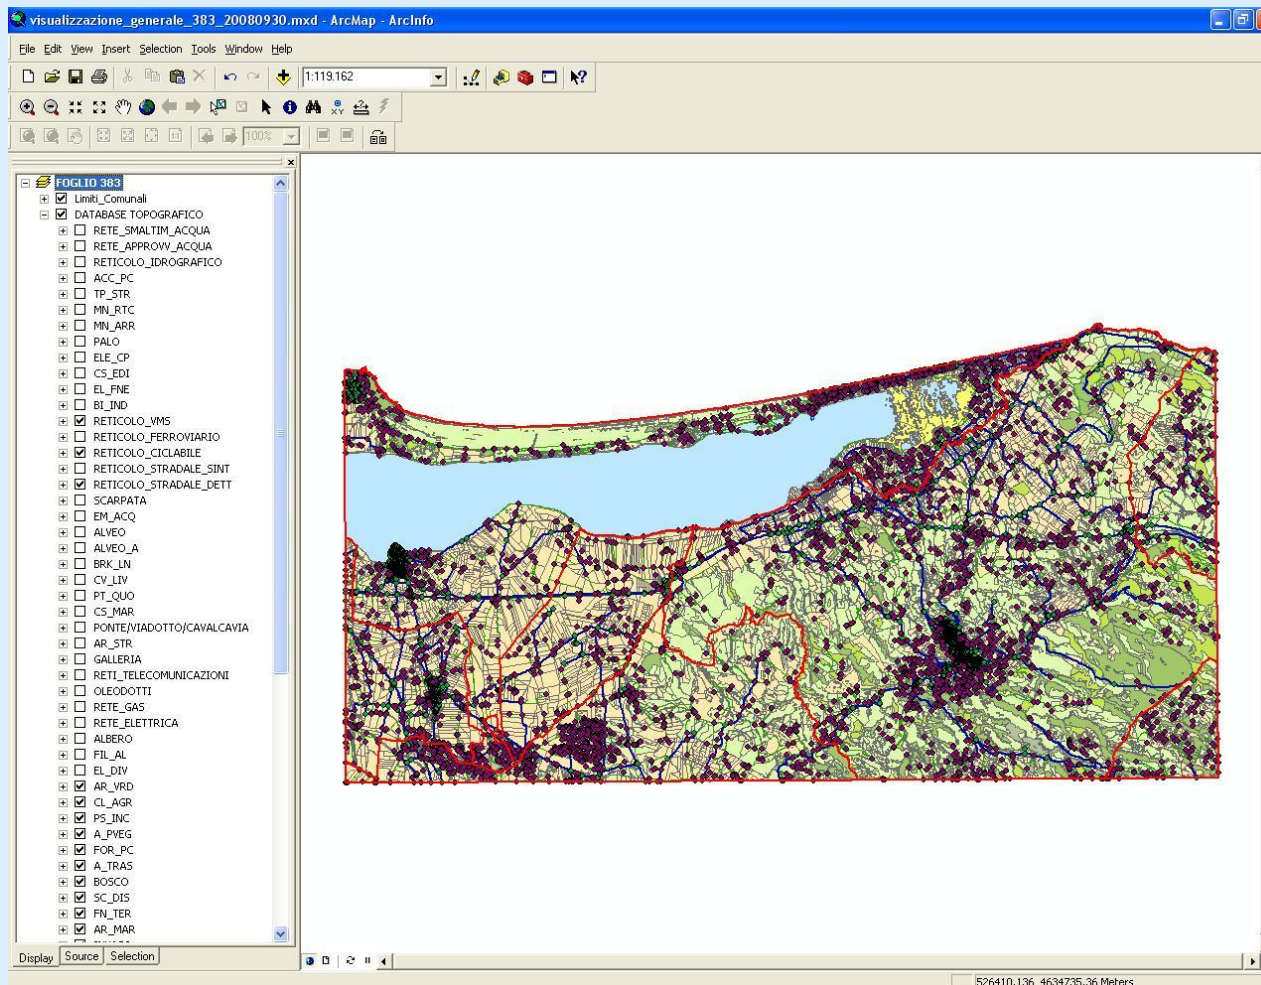 visualizzazione_generale_383_20080930.mxd - ArcMap - ArcInfo
File Edit View Insert Selection Tools Window Help
1:119.162
100%
FOGLIO 383
Limiti_Comunali
DATABASE TOPOGRAFICO
RETE_SMALTIM_ACQUA
RETE_APPROVV_ACQUA
RETICOLO_IDROGRAFICO
ACC_PC
TP_STR
MN_RTC
MN_ARR
PALO
ELE_CP
CS_EDI
EL_FNE
BI_IND
RETICOLO_VMS
RETICOLO_FERROVIARIO
RETICOLO_CICLABILE
RETICOLO_STRADALE_SINT
RETICOLO_STRADALE_DETT
SCARPATA
EM_ACQ
ALVEO
ALVEO_A
BRK_LN
CV_LIV
PT_QUO
CS_MAR
PONTE/VIADOTTO/CAVALCAVIA
AR_STR
GALLERIA
RETI_TELECOMUNICAZIONI
OLEODOTTI
RETE_GAS
RETE_ELETTRICA
ALBERO
FIL_AL
EL_DIV
AR_VRD
CL_AGR
PS_INC
A_PVEG
FOR_PC
A_TRAS
BOSCO
SC_DIS
FN_TER
AR_MAR
Display Source Selection
526410,136 4634735,36 Meters